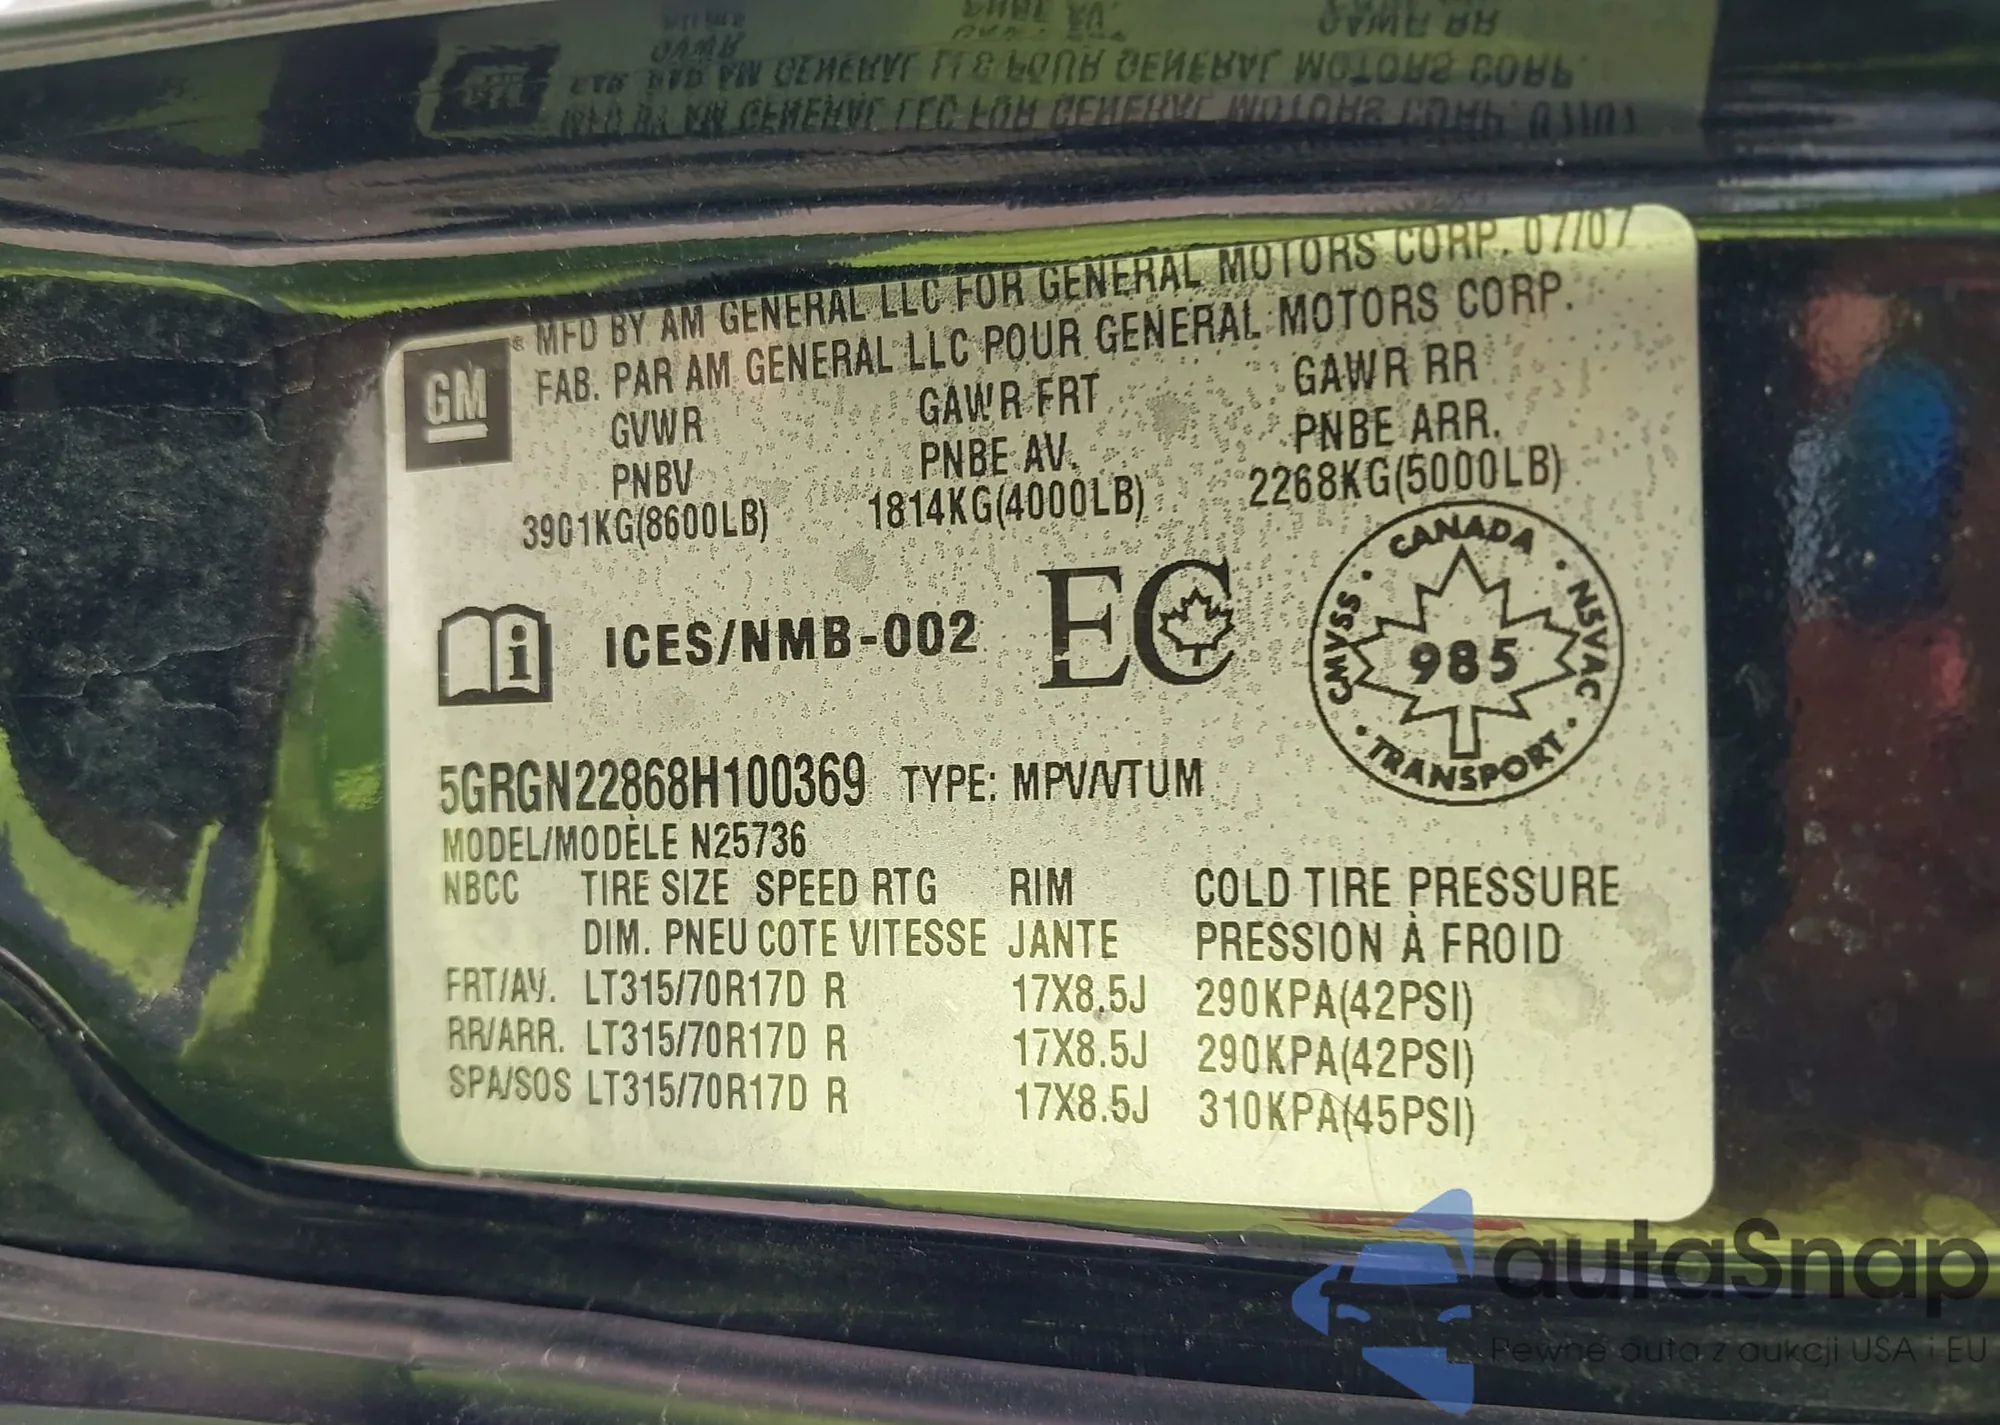 MFD BY AM GENERAL LLC FOR GENERAL MOTORS CORP. 07/07
FAB. PAR AM GENERAL LLC POUR GENERAL MOTORS CORP.
GM
GVWR GAWR FRT GAWR RR
PNBV PNBE AV. PNBE ARR.
3901KG(8600LB) 1814KG(4000LB) 2268KG(5000LB)
i ICES/NMB-002 EC
CANADA · NSVAC · TRANSPORT · CMVSS ·
985
5GRGN22868H100369 TYPE: MPV/VTUM
MODEL/MODÈLE N25736
NBCC TIRE SIZE SPEED RTG RIM COLD TIRE PRESSURE
DIM. PNEU COTE VITESSE JANTE PRESSION À FROID
FRT/AV. LT315/70R17D R 17X8.5J 290KPA(42PSI)
RR/ARR. LT315/70R17D R 17X8.5J 290KPA(42PSI)
SPA/SOS LT315/70R17D R 17X8.5J 310KPA(45PSI)
autaSnap
Pewne auta z aukcji USA i EU